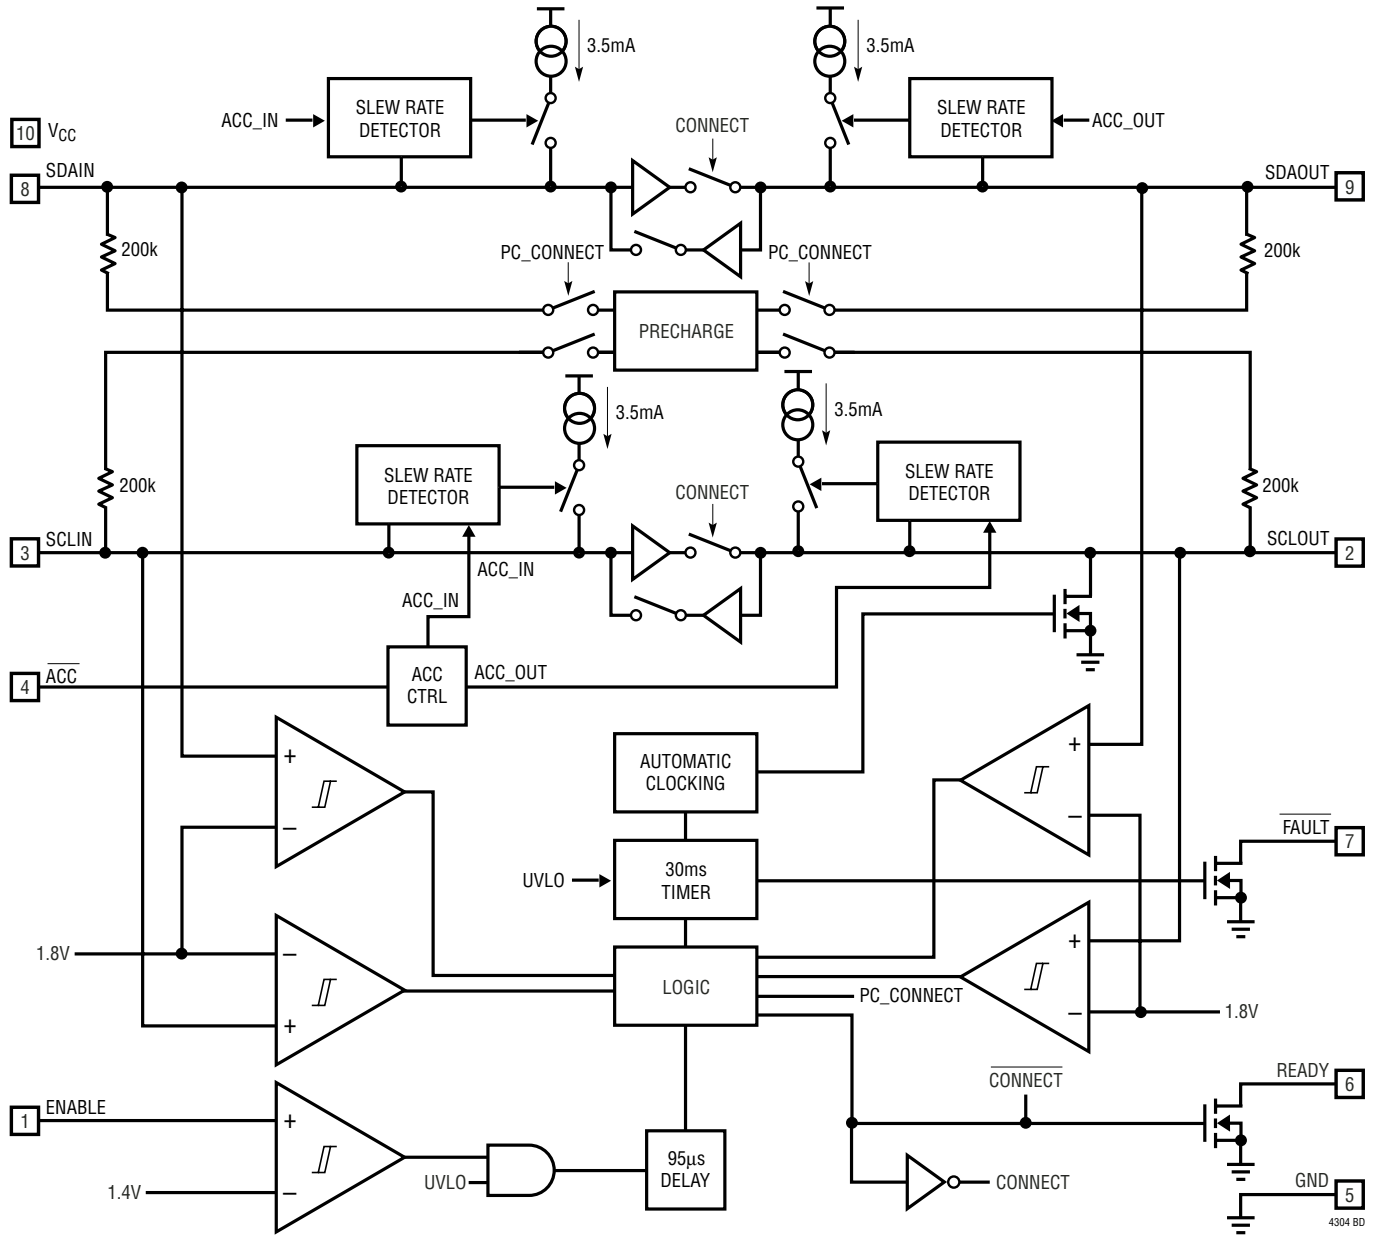 3.5mA
3.5mA
10 VCC
ACC_IN
SLEW RATE
DETECTOR
CONNECT
SLEW RATE
DETECTOR
ACC_OUT
8 SDAIN
SDAOUT 9
200k
PC_CONNECT
PC_CONNECT
200k
PRECHARGE
3.5mA
3.5mA
200k
SLEW RATE
DETECTOR
CONNECT
SLEW RATE
DETECTOR
200k
3 SCLIN
SCLOUT 2
ACC_IN
ACC_IN
4 ACC
ACC
CTRL
ACC_OUT
+
−
AUTOMATIC
CLOCKING
+
−
FAULT 7
UVLO
30ms
TIMER
1.8V
−
+
LOGIC
PC_CONNECT
+
−
1.8V
CONNECT
READY 6
1 ENABLE
+
−
1.4V
UVLO
95µs
DELAY
CONNECT
GND 5
4304 BD